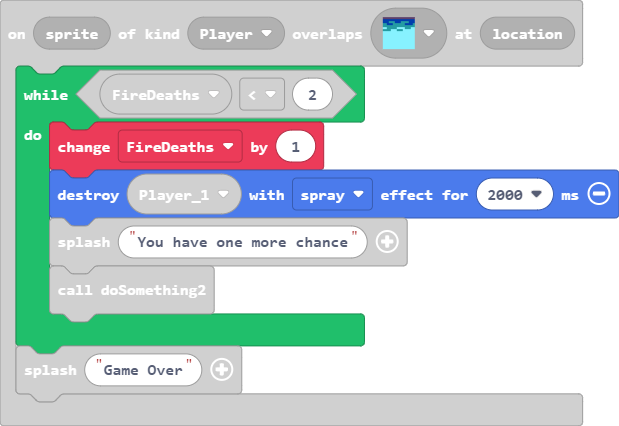 on sprite of kind Player overlaps at location
while FireDeaths < 2
do
change FireDeaths by 1
destroy Player_1 with spray effect for 2000 ms
splash "You have one more chance"
call doSomething2
splash "Game Over"